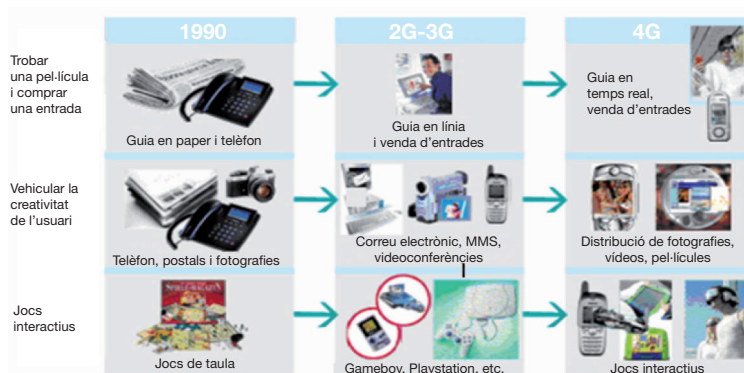 1990
2G-3G
4G
Trobar
una pel·lícula
i comprar
una entrada
Guia en paper i telèfon
Guia en línia
i venda d'entrades
Guia en
temps real,
venda d'entrades
Vehicular la
creativitat
de l'usuari
Telèfon, postals i fotografies
Correu electrònic, MMS,
videoconferències
Distribució de fotografies,
vídeos, pel·lícules
Jocs
interactius
Jocs de taula
Gameboy, Playstation, etc.
Jocs interactius